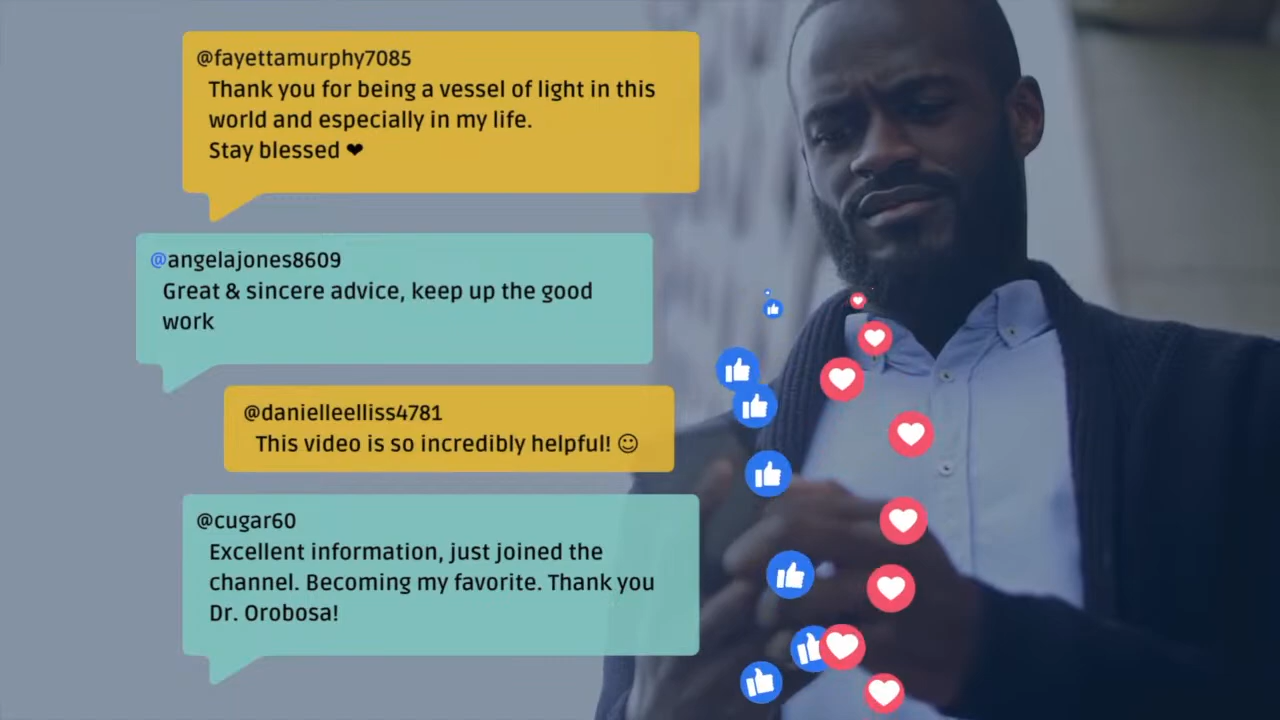 @fayettamurphy7085
Thank you for being a vessel of light in this
world and especially in my life.
Stay blessed ❤
@angelajones8609
Great & sincere advice, keep up the good
work
@danielleelliss4781
This video is so incredibly helpful! ☺
@cugar60
Excellent information, just joined the
channel. Becoming my favorite. Thank you
Dr. Orobosa!